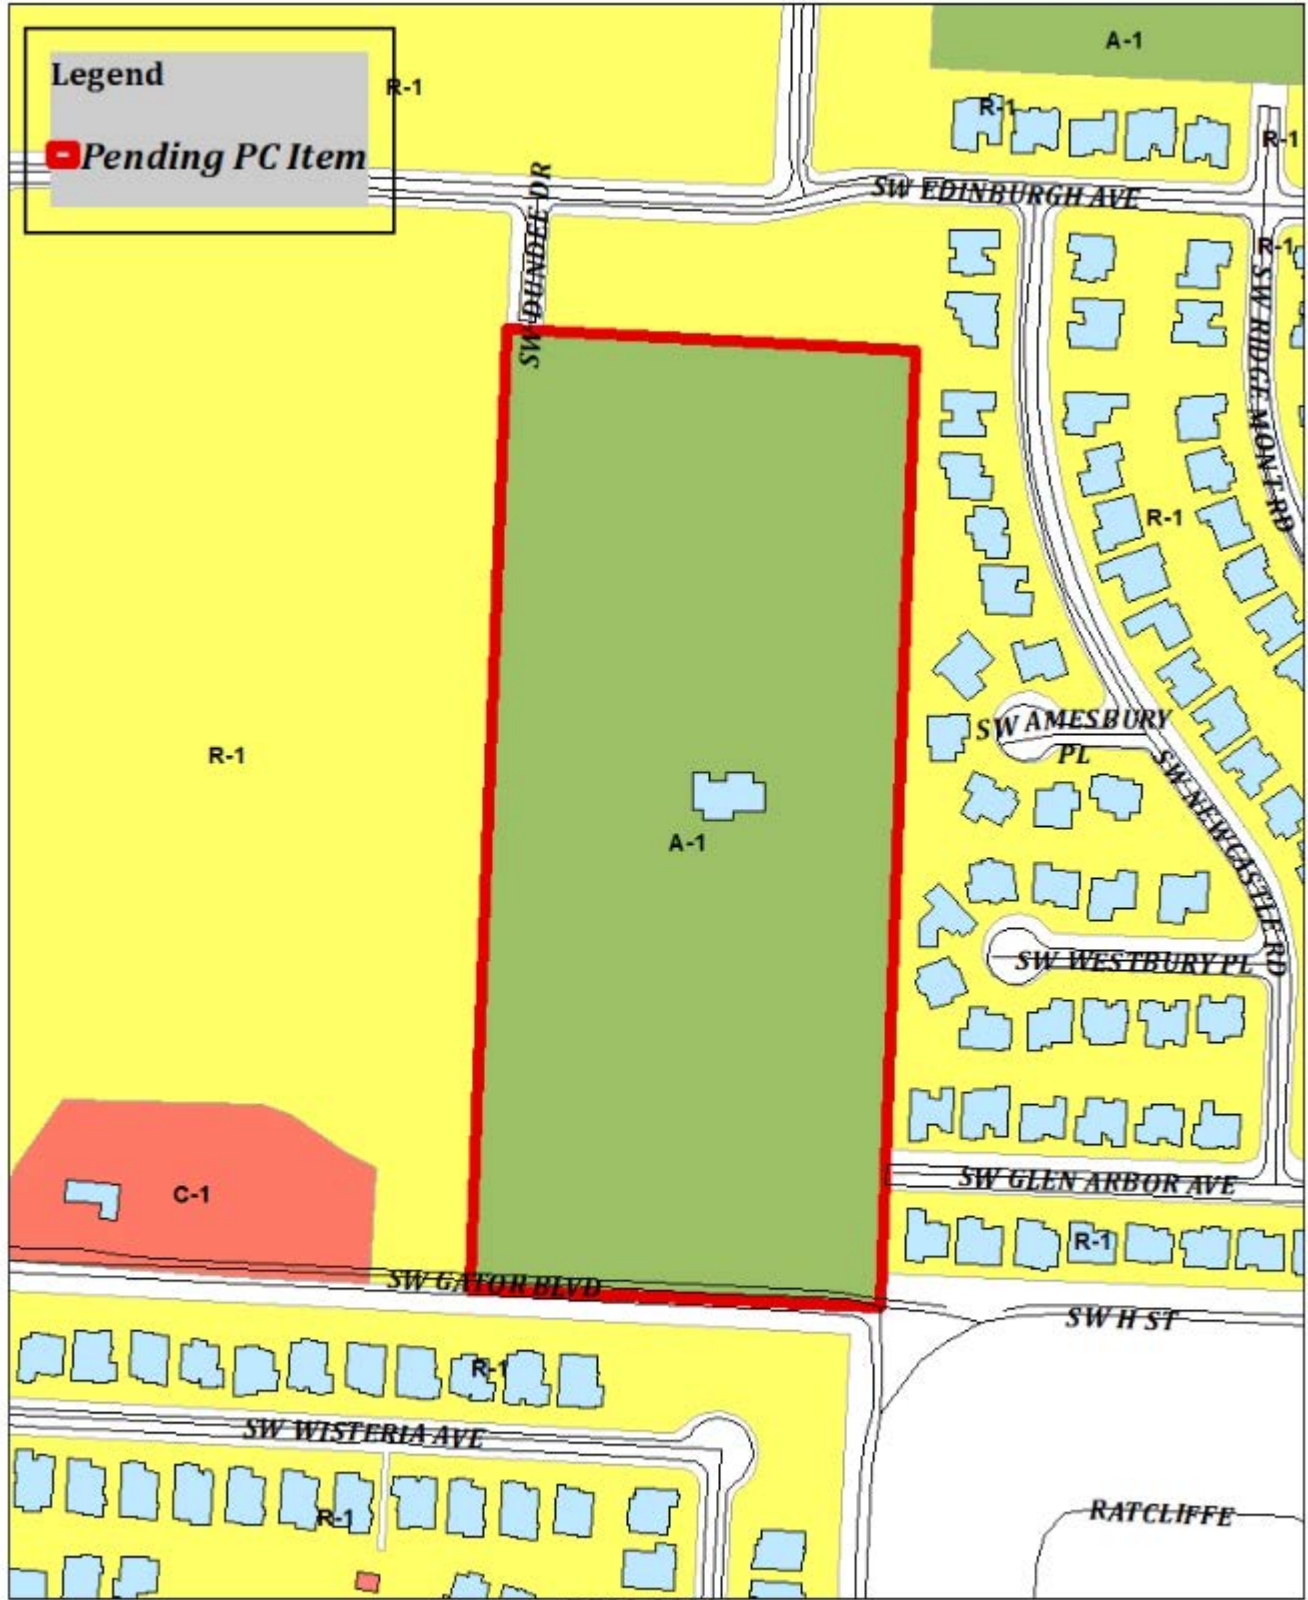 A-1
Legend
R-1
R-1
R-1
Pending PC Item
SW EDINBURGH AVE
SW DUNDEE DR
R-1
SW RIDGE MONT RD
R-1
SW AMESBURY
PL
R-1
SW NEWCASTLE RD
A-1
SW WESTBURY PL
SW GLEN ARBOR AVE
C-1
R-1
SW GATOR BLVD
SW H ST
R-1
SW WISTERIA AVE
RATCLIFFE
R-1